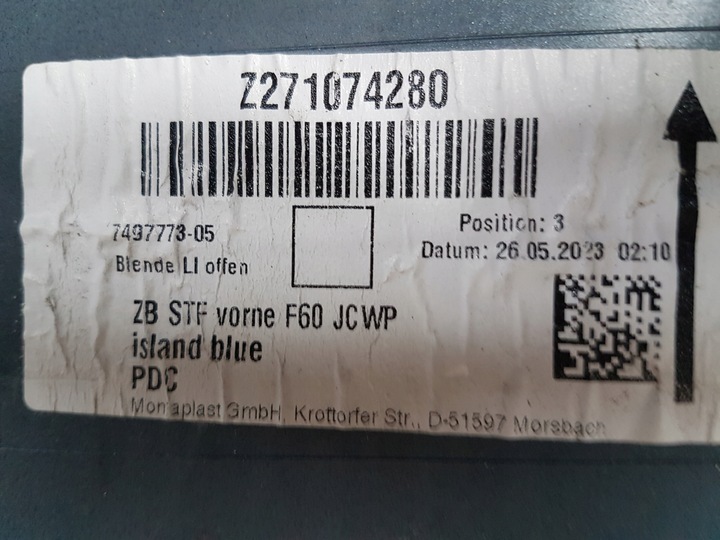 Z271074280
7497773-05
Blende LI offen
Position: 3
Datum: 26.05.2023 02:10
ZB STF vorne F60 JCWP
island blue
PDC
Montaplast GmbH, Krottorfer Str., D-51597 Morsbach